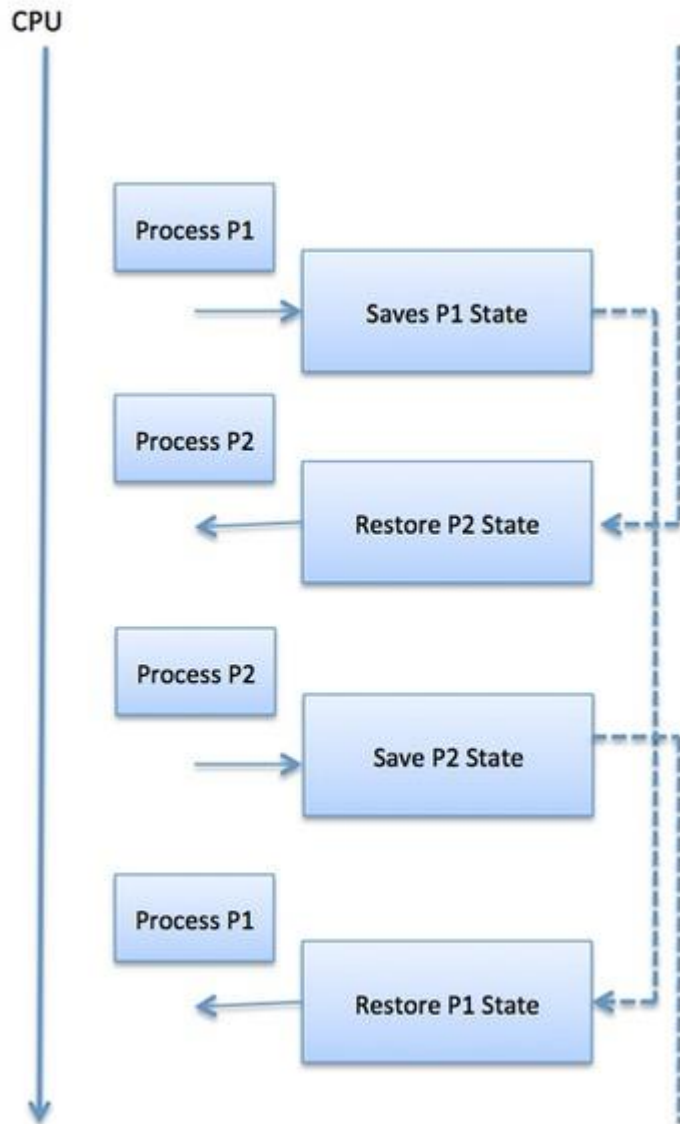 CPU
Process P1
Saves P1 State
Process P2
Restore P2 State
Process P2
Save P2 State
Process P1
Restore P1 State